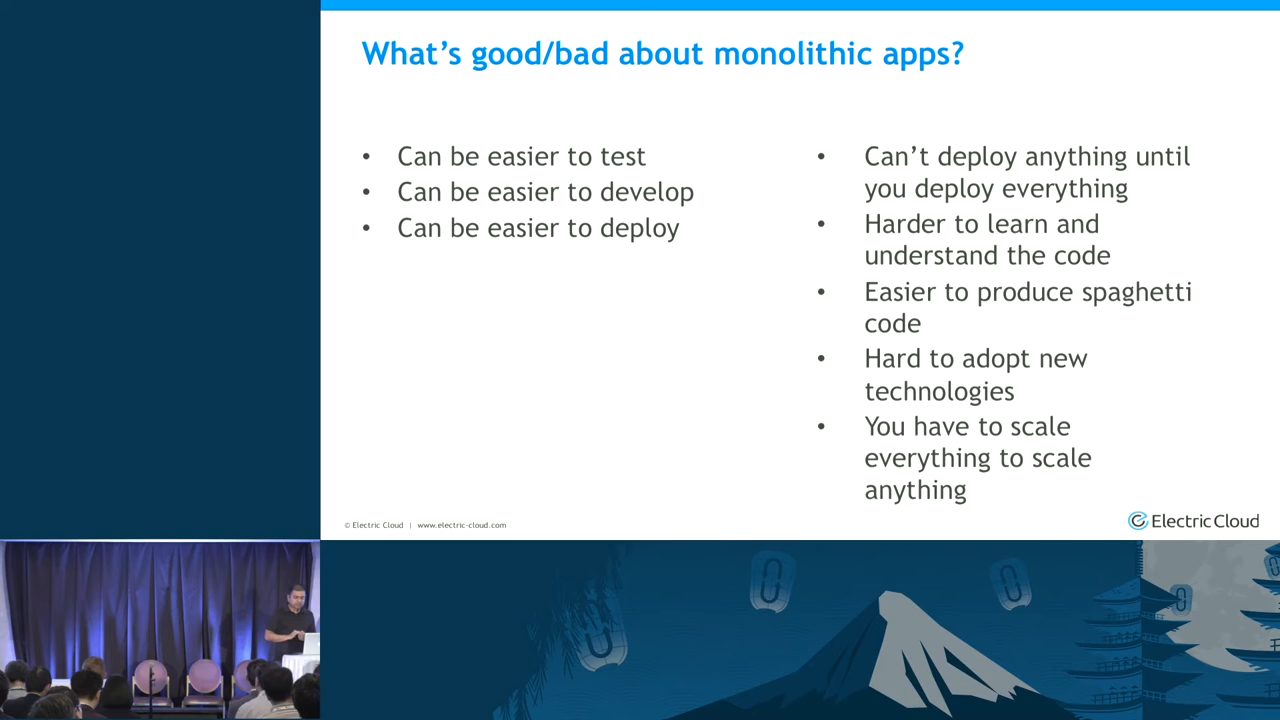 What’s good/bad about monolithic apps?
• Can be easier to test
• Can be easier to develop
• Can be easier to deploy
• Can’t deploy anything until
you deploy everything
• Harder to learn and
understand the code
• Easier to produce spaghetti
code
• Hard to adopt new
technologies
• You have to scale
everything to scale
anything
© Electric Cloud | www.electric-cloud.com
Electric Cloud